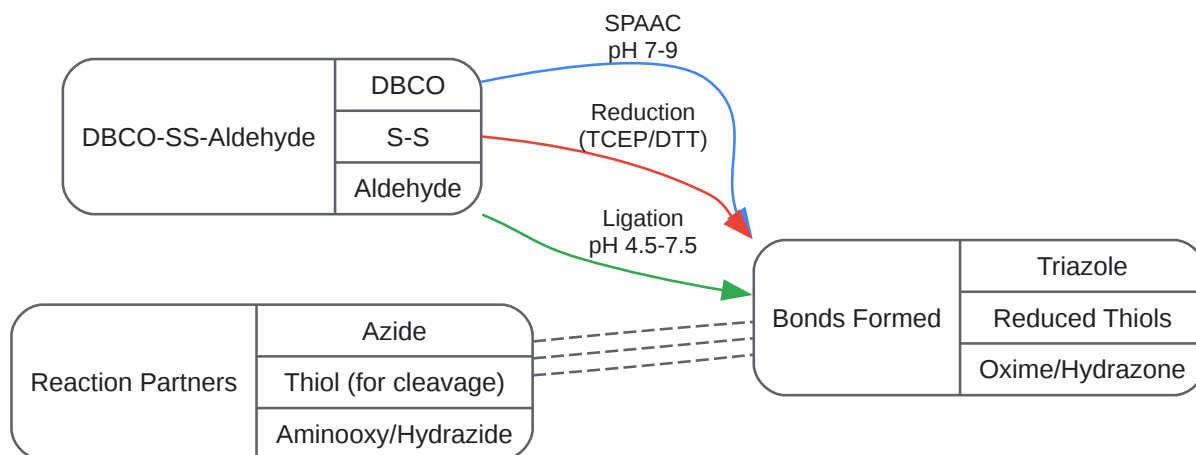 SPAAC
pH 7-9
DBCO-SS-Aldehyde
DBCO
S-S
Aldehyde
Reduction
(TCEP/DTT)
Ligation
pH 4.5-7.5
Bonds Formed
Triazole
Reduced Thiols
Oxime/Hydrazone
Reaction Partners
Azide
Thiol (for cleavage)
Aminooxy/Hydrazide